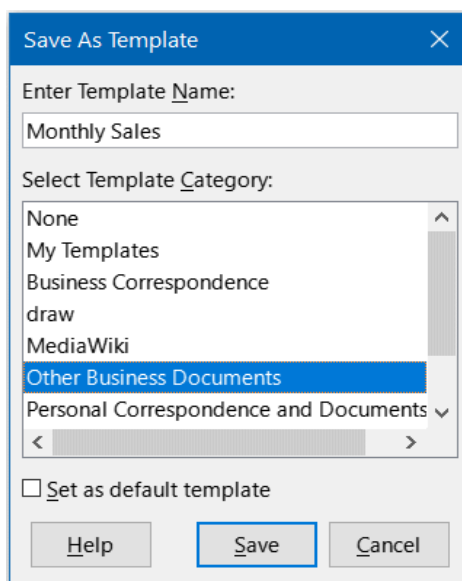 Save As Template
Enter Template Name:
Monthly Sales
Select Template Category:
None
My Templates
Business Correspondence
draw
MediaWiki
Other Business Documents
Personal Correspondence and Documents
Set as default template
Help Save Cancel